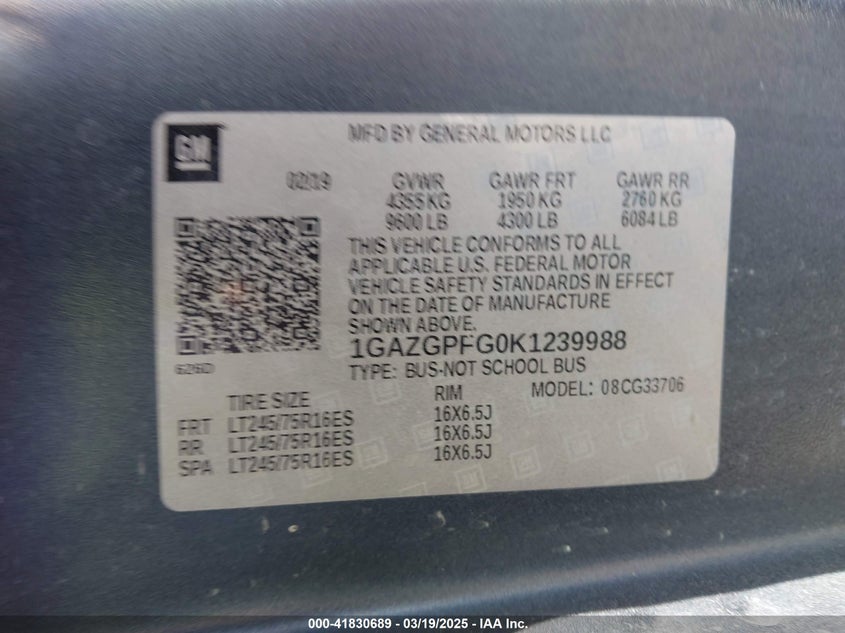 GM
MFD BY GENERAL MOTORS LLC
02/19 GVWR GAWR FRT GAWR RR
4355 KG 1950 KG 2760 KG
9600 LB 4300 LB 6084 LB
THIS VEHICLE CONFORMS TO ALL
APPLICABLE U.S. FEDERAL MOTOR
VEHICLE SAFETY STANDARDS IN EFFECT
ON THE DATE OF MANUFACTURE
SHOWN ABOVE.
1GAZGPFG0K1239988
626D
TYPE: BUS-NOT SCHOOL BUS
MODEL: 08CG33706
TIRE SIZE RIM
FRT LT245/75R16ES 16X6.5J
RR LT245/75R16ES 16X6.5J
SPA LT245/75R16ES 16X6.5J
000-41830689 - 03/19/2025 - IAA Inc.